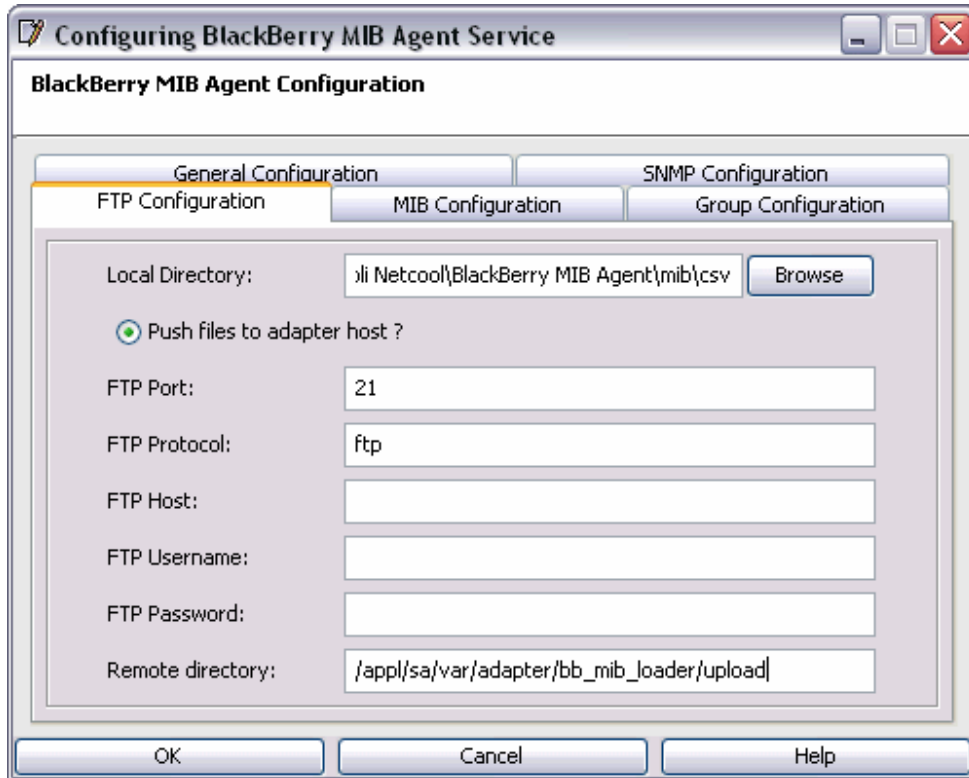 Configuring BlackBerry MIB Agent Service
BlackBerry MIB Agent Configuration
General Configuration SNMP Configuration
FTP Configuration MIB Configuration Group Configuration
Local Directory: Netcool\BlackBerry MIB Agent\mib\csv Browse
Push files to adapter host ?
FTP Port: 21
FTP Protocol: ftp
FTP Host:
FTP Username:
FTP Password:
Remote directory: /appl/sa/var/adapter/bb_mib_loader/upload
OK Cancel Help